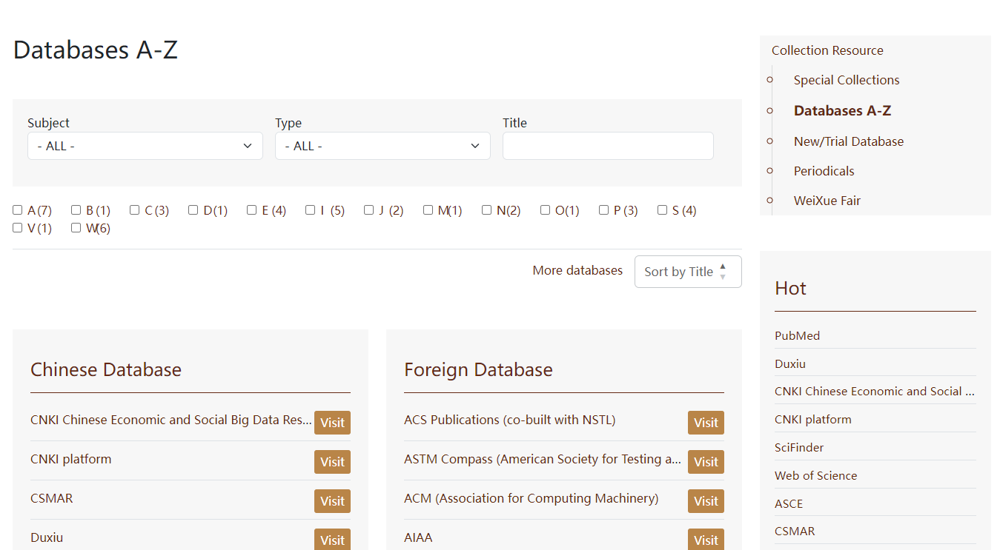 Databases A-Z
Subject
Type
Title
- ALL -
- ALL -
A (7)
B (1)
C (3)
D(1)
E (4)
I (5)
J (2)
M(1)
N(2)
O(1)
P (3)
S (4)
V (1)
W(6)
More databases
Sort by Title
Chinese Database
CNKI Chinese Economic and Social Big Data Res...
Visit
CNKI platform
Visit
CSMAR
Visit
Duxiu
Visit
Foreign Database
ACS Publications (co-built with NSTL)
Visit
ASTM Compass (American Society for Testing a...
Visit
ACM (Association for Computing Machinery)
Visit
AIAA
Visit
Collection Resource
Special Collections
Databases A-Z
New/Trial Database
Periodicals
WeiXue Fair
Hot
PubMed
Duxiu
CNKI Chinese Economic and Social ...
CNKI platform
SciFinder
Web of Science
ASCE
CSMAR